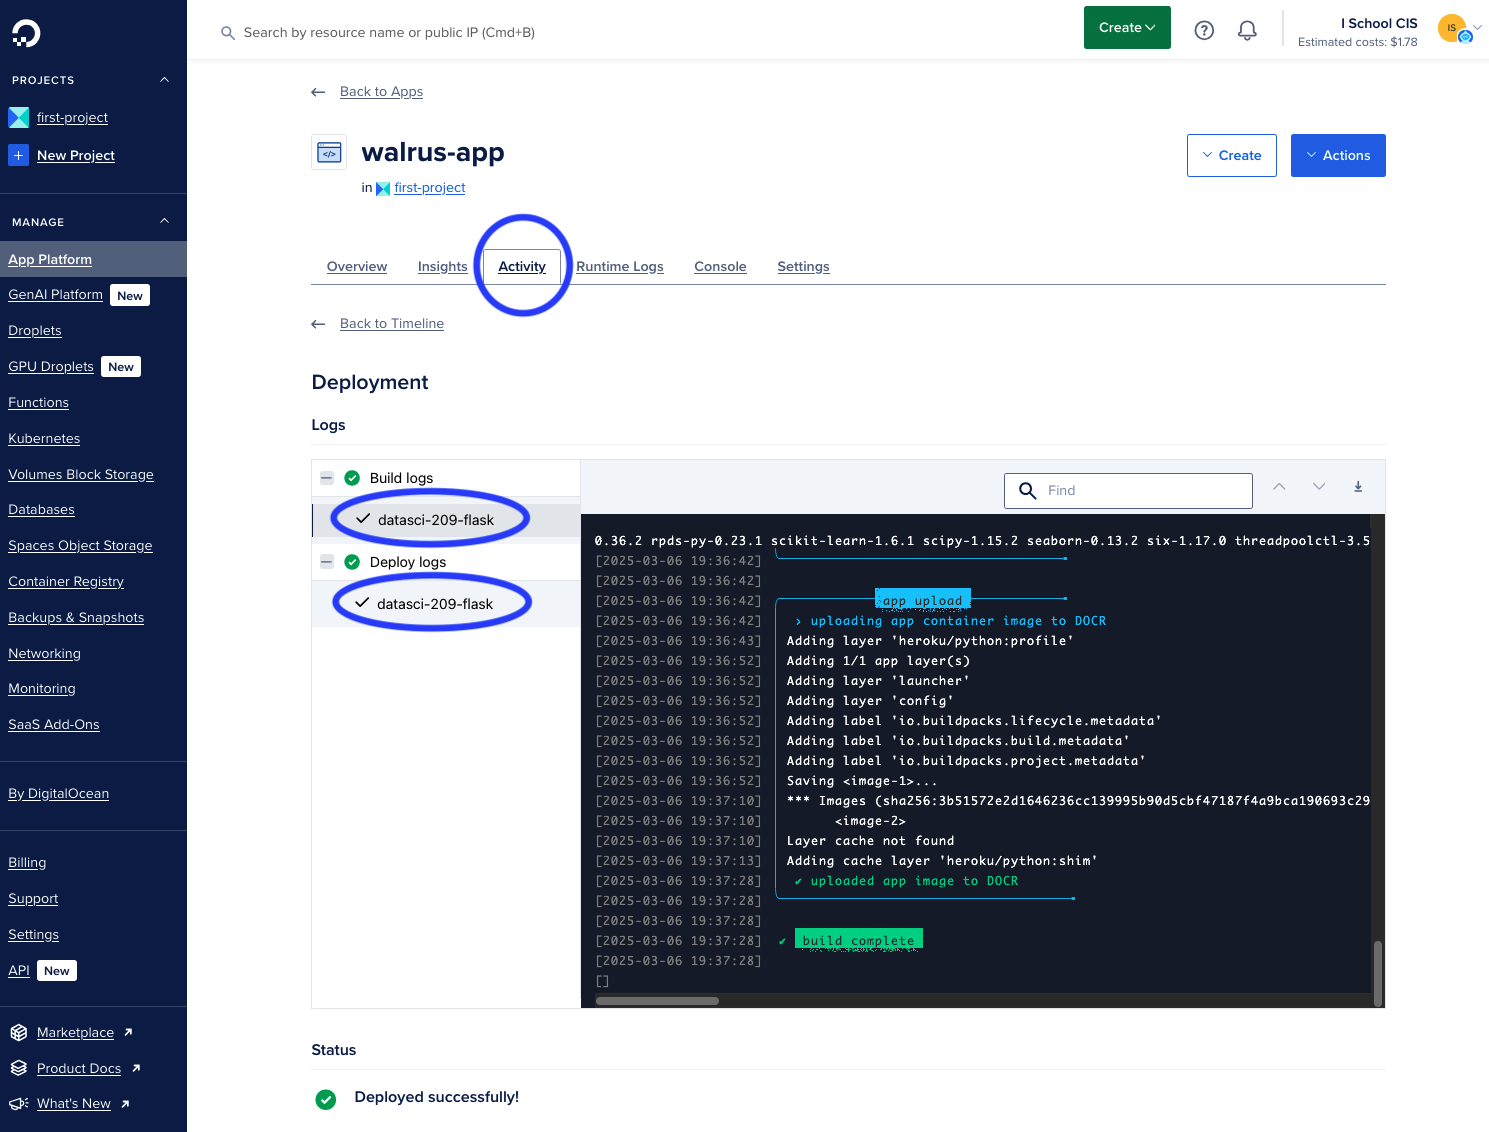 Search by resource name or public IP (Cmd+B)
Create
I School CIS
Estimated costs: $1.78
IS
PROJECTS
first-project
New Project
MANAGE
App Platform
GenAI Platform New
Droplets
GPU Droplets New
Functions
Kubernetes
Volumes Block Storage
Databases
Spaces Object Storage
Container Registry
Backups & Snapshots
Networking
Monitoring
SaaS Add-Ons
By DigitalOcean
Billing
Support
Settings
API New
Marketplace
Product Docs
What's New
Back to Apps
walrus-app
in first-project
Create
Actions
Overview Insights Activity Runtime Logs Console Settings
Back to Timeline
Deployment
Logs
Build logs
datasci-209-flask
Deploy logs
datasci-209-flask
Find
0.36.2 rpds-py-0.23.1 scikit-learn-1.6.1 scipy-1.15.2 seaborn-0.13.2 six-1.17.0 threadpoolctl-3.5
[2025-03-06 19:36:42]
[2025-03-06 19:36:42]
[2025-03-06 19:36:42] app upload
[2025-03-06 19:36:42] › uploading app container image to DOCR
[2025-03-06 19:36:43] Adding layer 'heroku/python:profile'
[2025-03-06 19:36:52] Adding 1/1 app layer(s)
[2025-03-06 19:36:52] Adding layer 'launcher'
[2025-03-06 19:36:52] Adding layer 'config'
[2025-03-06 19:36:52] Adding label 'io.buildpacks.lifecycle.metadata'
[2025-03-06 19:36:52] Adding label 'io.buildpacks.build.metadata'
[2025-03-06 19:36:52] Adding label 'io.buildpacks.project.metadata'
[2025-03-06 19:36:52] Saving <image-1>...
[2025-03-06 19:37:10] *** Images (sha256:3b51572e2d1646236cc139995b90d5cbf47187f4a9bca190693c29
[2025-03-06 19:37:10] <image-2>
[2025-03-06 19:37:10] Layer cache not found
[2025-03-06 19:37:13] Adding cache layer 'heroku/python:shim'
[2025-03-06 19:37:28] ✔ uploaded app image to DOCR
[2025-03-06 19:37:28]
[2025-03-06 19:37:28]
[2025-03-06 19:37:28] ✔ build complete
[2025-03-06 19:37:28]
[]
Status
Deployed successfully!